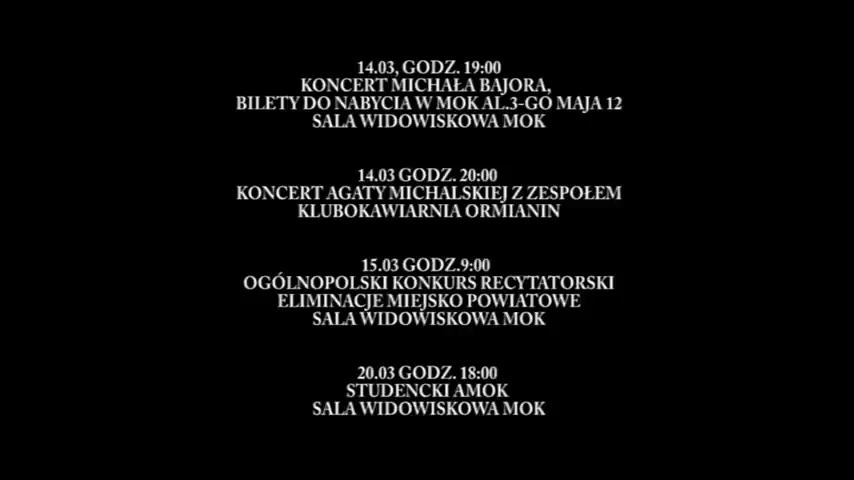 14.03, GODZ. 19:00
KONCERT MICHAŁA BAJORA,
BILETY DO NABYCIA W MOK AL.3-GO MAJA 12
SALA WIDOWISKOWA MOK
14.03 GODZ. 20:00
KONCERT AGATY MICHALSKIEJ Z ZESPOŁEM
KLUBOKAWIARNIA ORMIANIN
15.03 GODZ.9:00
OGÓLNOPOLSKI KONKURS RECYTATORSKI
ELIMINACJE MIEJSKO POWIATOWE
SALA WIDOWISKOWA MOK
20.03 GODZ. 18:00
STUDENCKI AMOK
SALA WIDOWISKOWA MOK